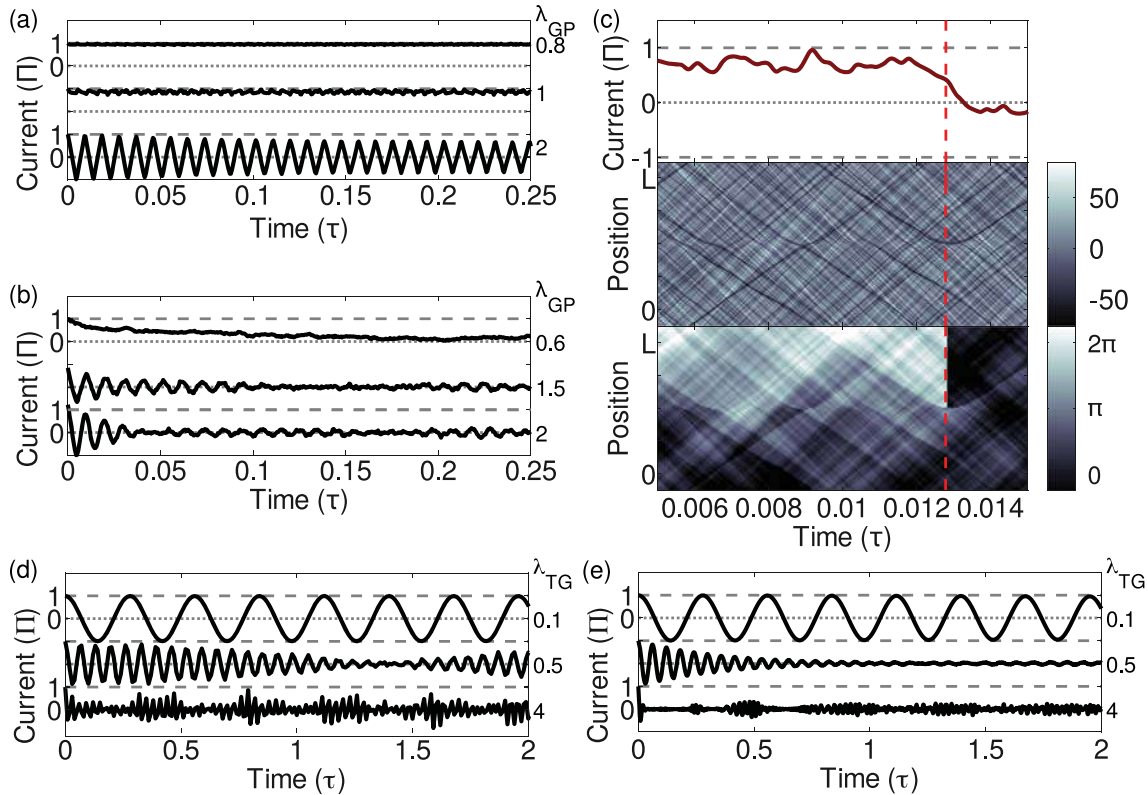 (a)
λGP
1
0
0.8
1
1
0
2
Current (Π)
0 0.05 0.1 0.15 0.2 0.25
Time (τ)
(b)
λGP
1
0
0.6
1.5
1
0
2
Current (Π)
0 0.05 0.1 0.15 0.2 0.25
Time (τ)
(c)
1
0
-1
Current (Π)
L
0
Position
50
0
-50
L
0
Position
2π
π
0
0.006 0.008 0.01 0.012 0.014
Time (τ)
(d)
λTG
1
0
0.1
0.5
1
0
4
Current (Π)
0 0.5 1 1.5 2
Time (τ)
(e)
λTG
1
0
0.1
0.5
1
0
4
Current (Π)
0 0.5 1 1.5 2
Time (τ)